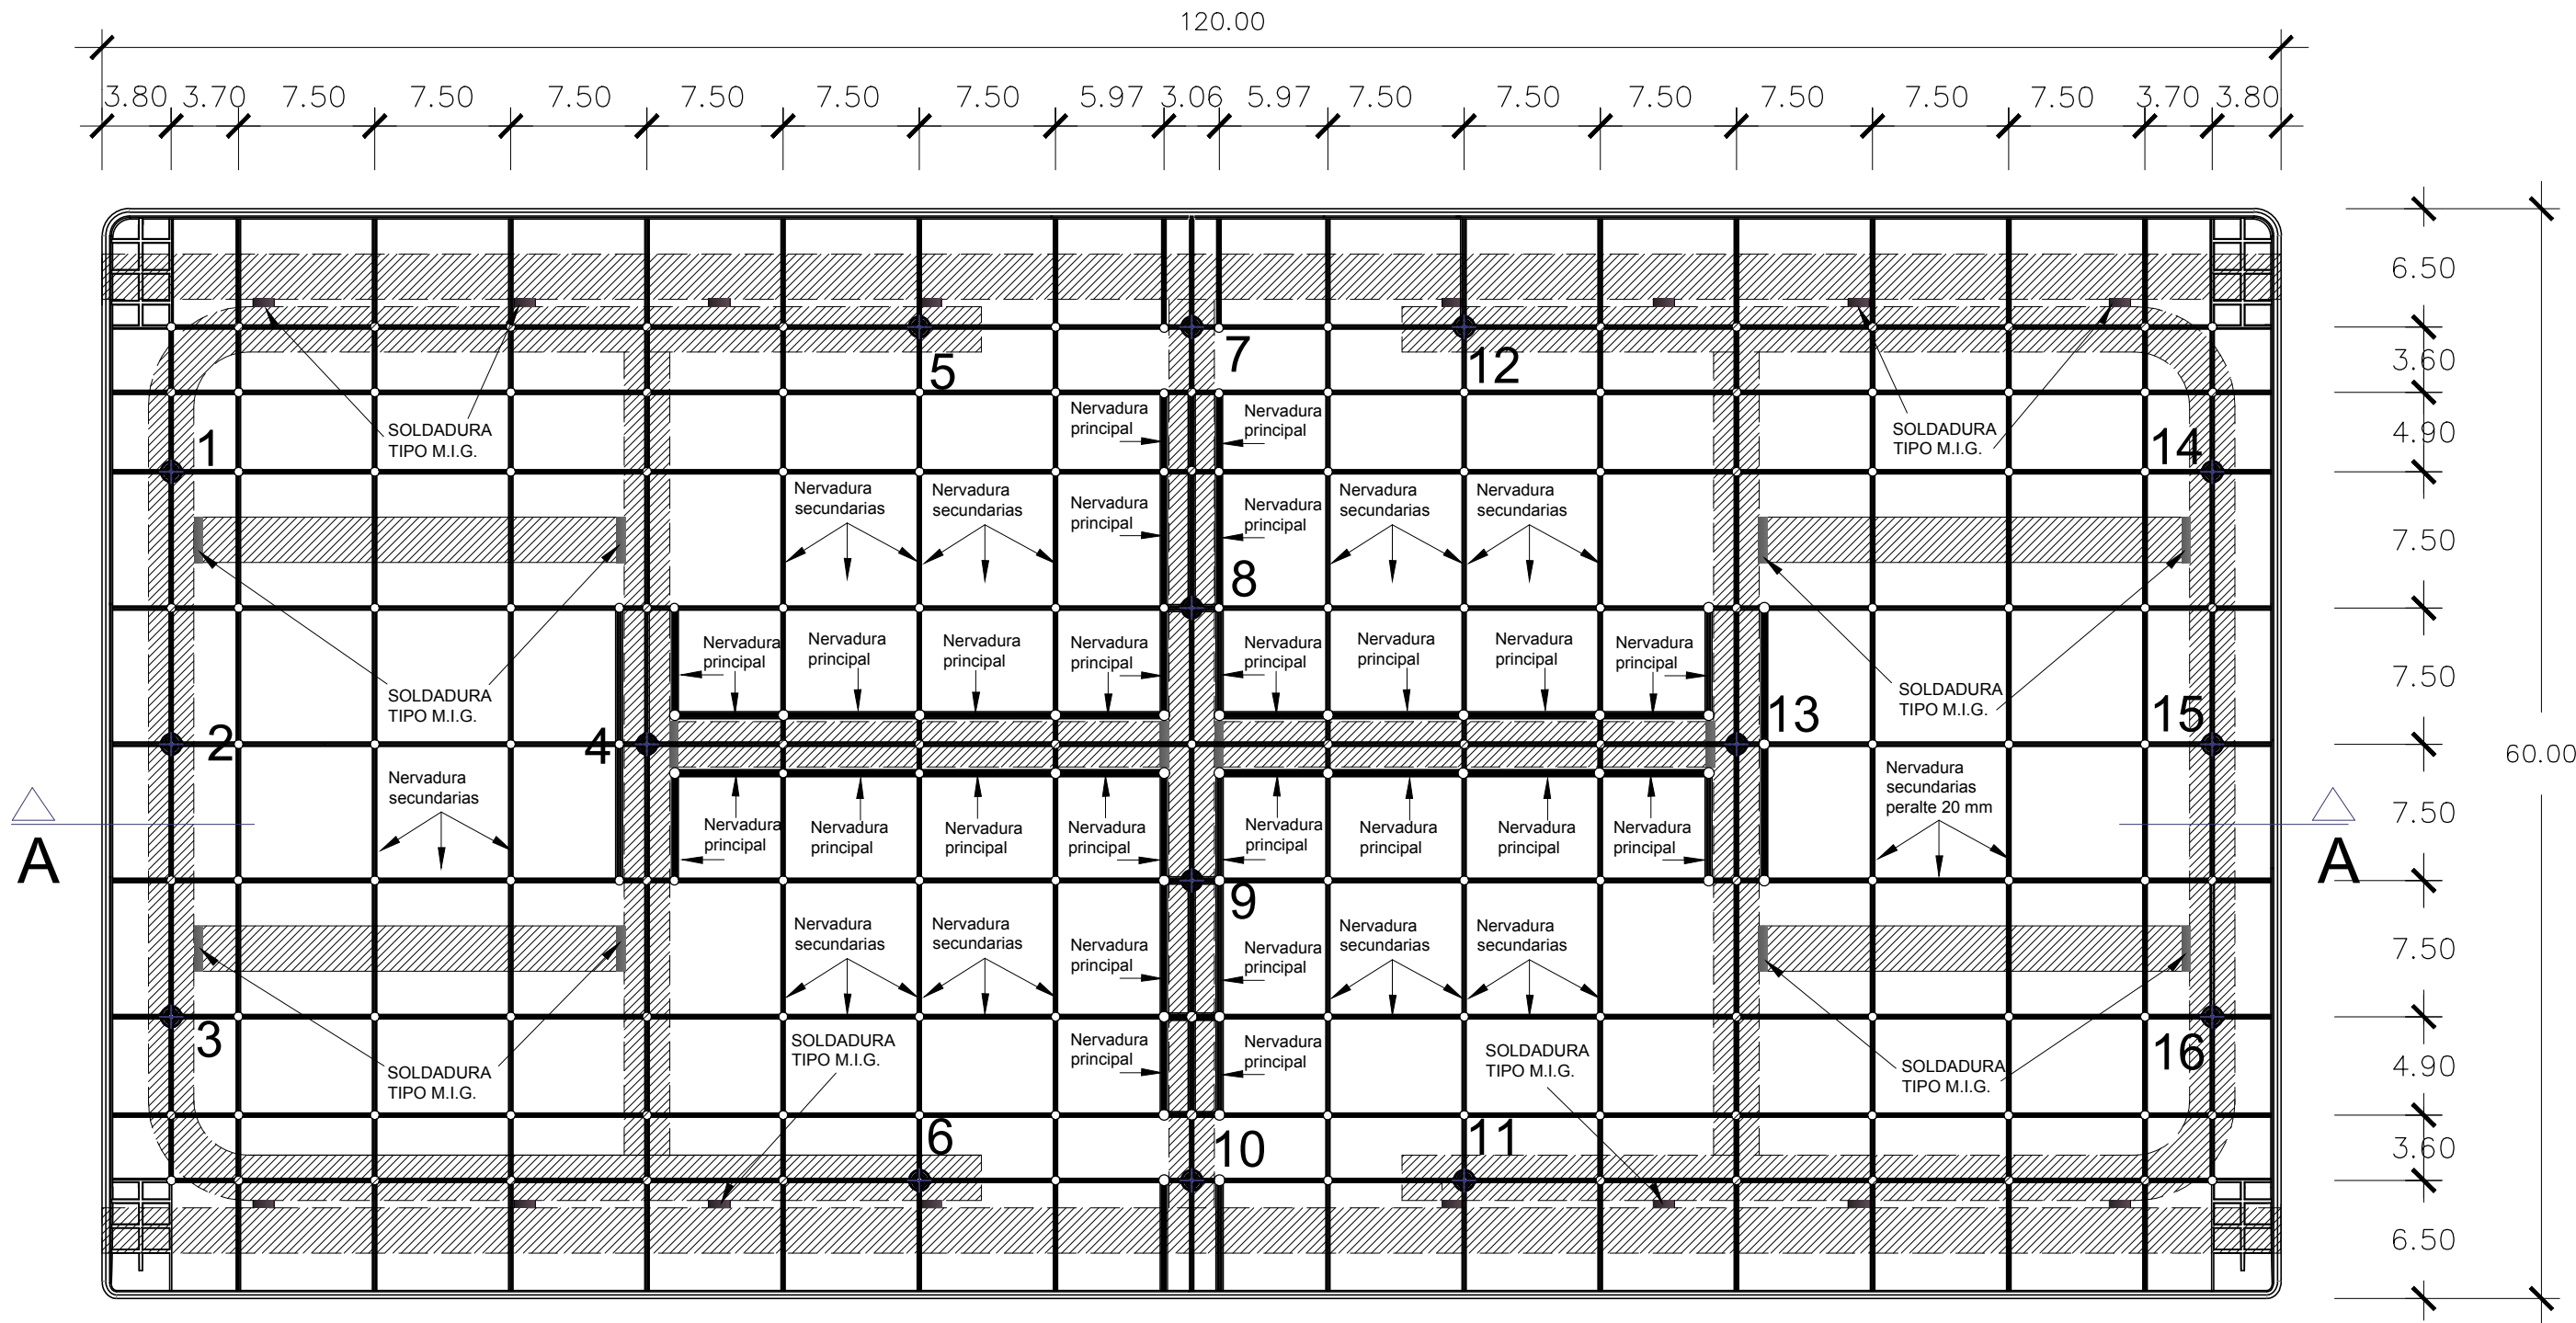 120.00
3.80 3.70 7.50 7.50 7.50 7.50 7.50 7.50 5.97 3.06 5.97 7.50 7.50 7.50 7.50 7.50 7.50 3.70 3.80
6.50
5
7
12
3.60
Nervadura
principal
Nervadura
principal
SOLDADURA
TIPO M.I.G.
SOLDADURA
TIPO M.I.G.
4.90
1
14
Nervadura
secundarias
Nervadura
secundarias
Nervadura
principal
Nervadura
principal
Nervadura
secundarias
Nervadura
secundarias
7.50
8
Nervadura
principal
Nervadura
principal
Nervadura
principal
Nervadura
principal
Nervadura
principal
Nervadura
principal
Nervadura
principal
Nervadura
principal
7.50
SOLDADURA
TIPO M.I.G.
SOLDADURA
TIPO M.I.G.
2
4
13
15
60.00
Nervadura
secundarias
Nervadura
secundarias
peralte 20 mm
7.50
Nervadura
principal
Nervadura
principal
Nervadura
principal
Nervadura
principal
Nervadura
principal
Nervadura
principal
Nervadura
principal
Nervadura
principal
A
A
9
Nervadura
secundarias
Nervadura
secundarias
Nervadura
principal
Nervadura
principal
Nervadura
secundarias
Nervadura
secundarias
7.50
3
SOLDADURA
TIPO M.I.G.
SOLDADURA
TIPO M.I.G.
Nervadura
principal
Nervadura
principal
SOLDADURA
TIPO M.I.G.
16
SOLDADURA
TIPO M.I.G.
4.90
6
10
11
3.60
6.50